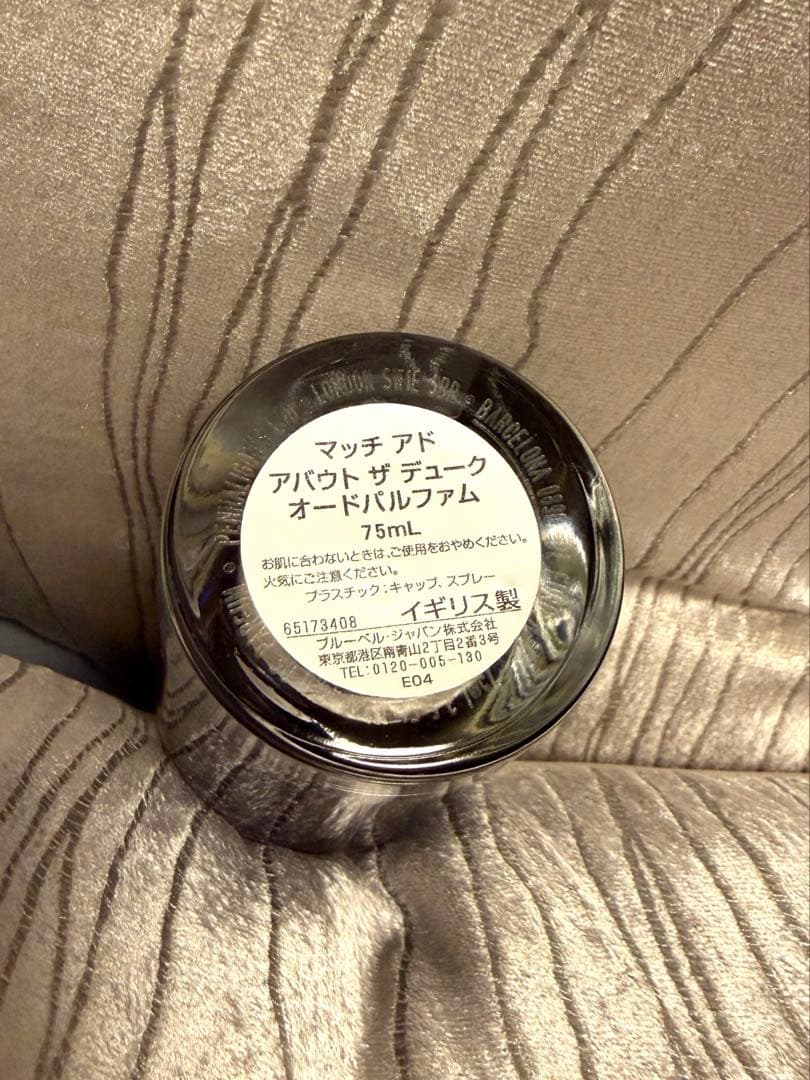 マッチ アド
アバウト ザ デューク
オードパルファム
75mL
お肌に合わないときは、ご使用をおやめください。
火気にご注意ください。
プラスチック：キャップ、スプレー
65173408 イギリス製
ブルーベル・ジャパン株式会社
東京都港区南青山2丁目2番3号
TEL:0120-005-130
E04
LONDON SW1E 5RR • BARCELONA